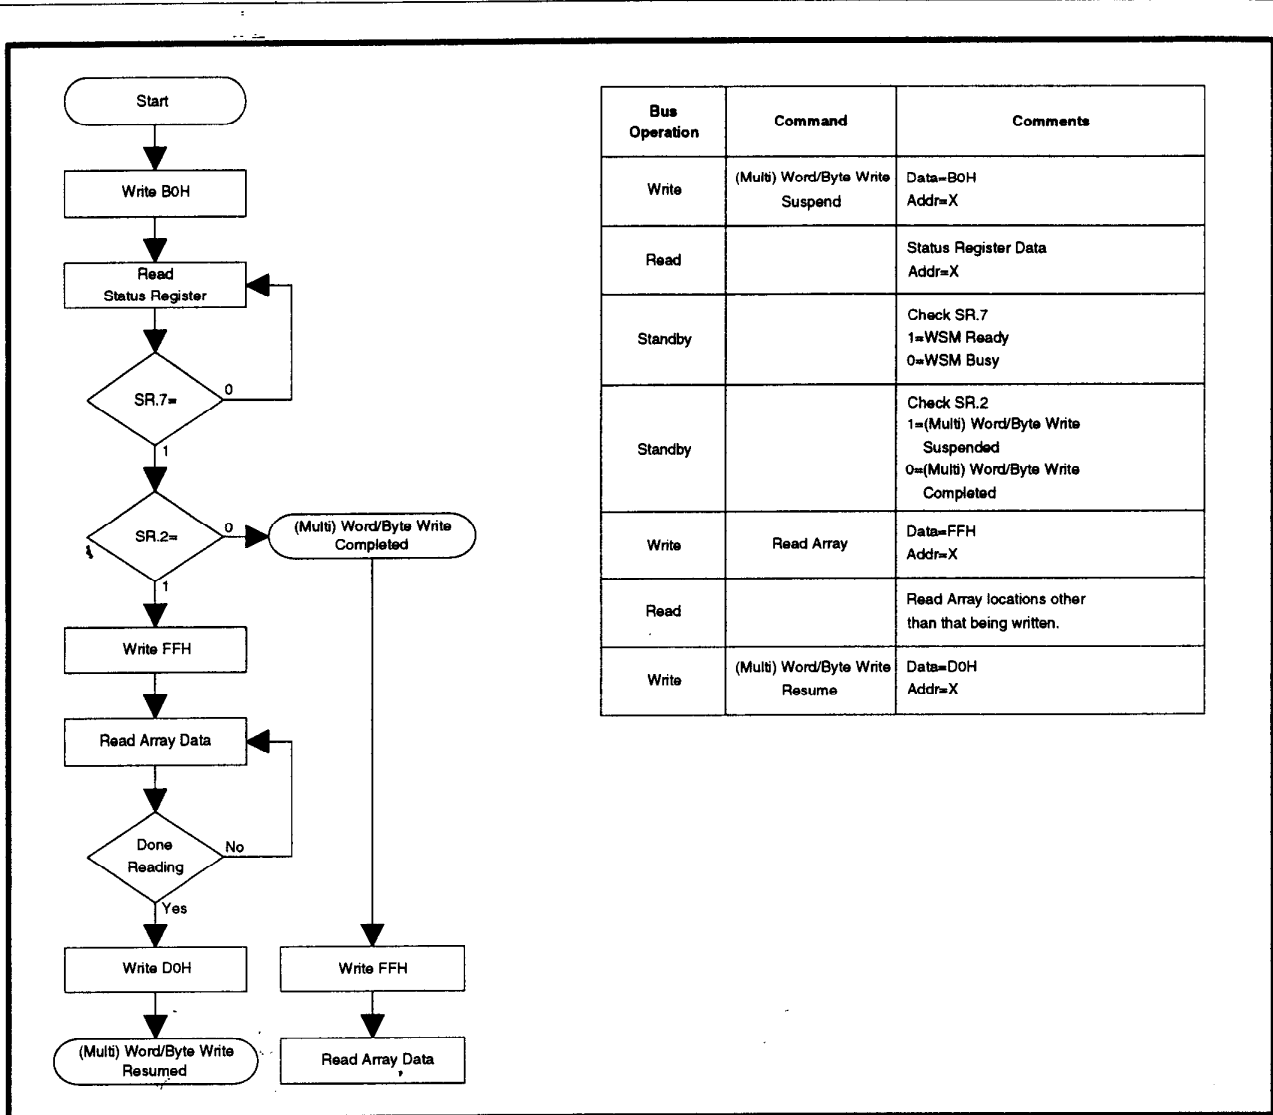 Start
Write B0H
Read
Status Register
SR.7=
0
1
SR.2=
0
(Multi) Word/Byte Write
Completed
1
Write FFH
Read Array Data
Done
Reading
No
Yes
Write D0H
Write FFH
(Multi) Word/Byte Write
Resumed
Read Array Data
Bus
Operation
Command
Comments
Write
(Multi) Word/Byte Write
Suspend
Data=B0H
Addr=X
Read
Status Register Data
Addr=X
Standby
Check SR.7
1=WSM Ready
0=WSM Busy
Standby
Check SR.2
1=(Multi) Word/Byte Write
Suspended
0=(Multi) Word/Byte Write
Completed
Write
Read Array
Data=FFH
Addr=X
Read
Read Array locations other
than that being written.
Write
(Multi) Word/Byte Write
Resume
Data=D0H
Addr=X